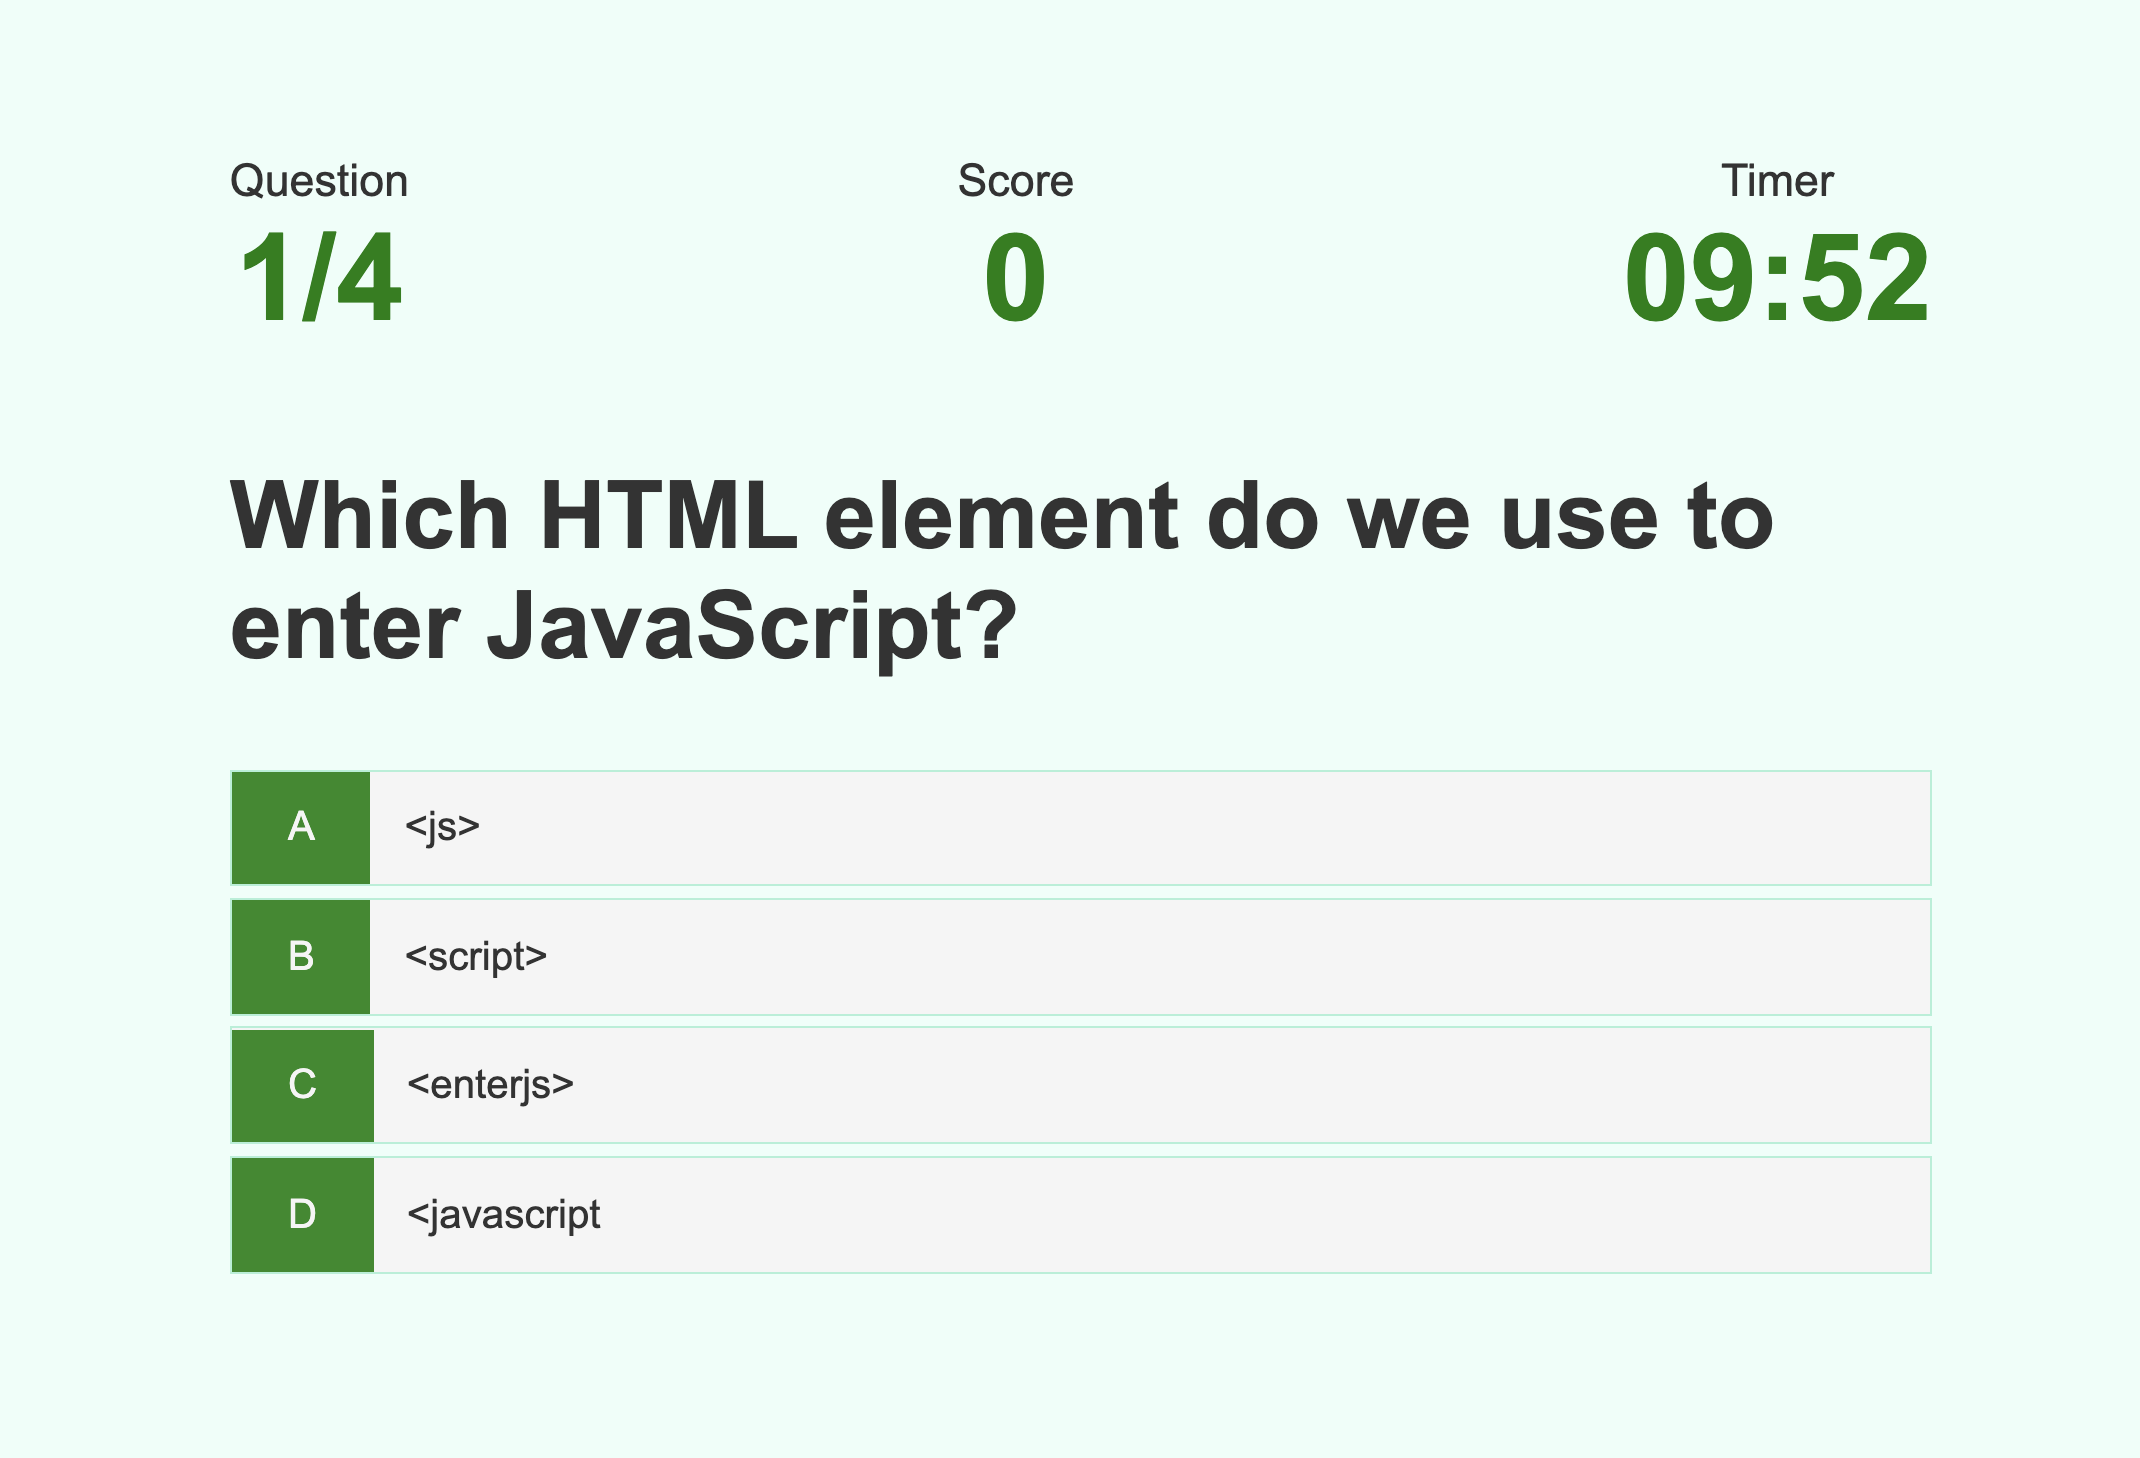 Question
Score
Timer
1/4
0
09:52
Which HTML element do we use to
enter JavaScript?
A
<js>
B
<script>
C
<enterjs>
D
<javascript